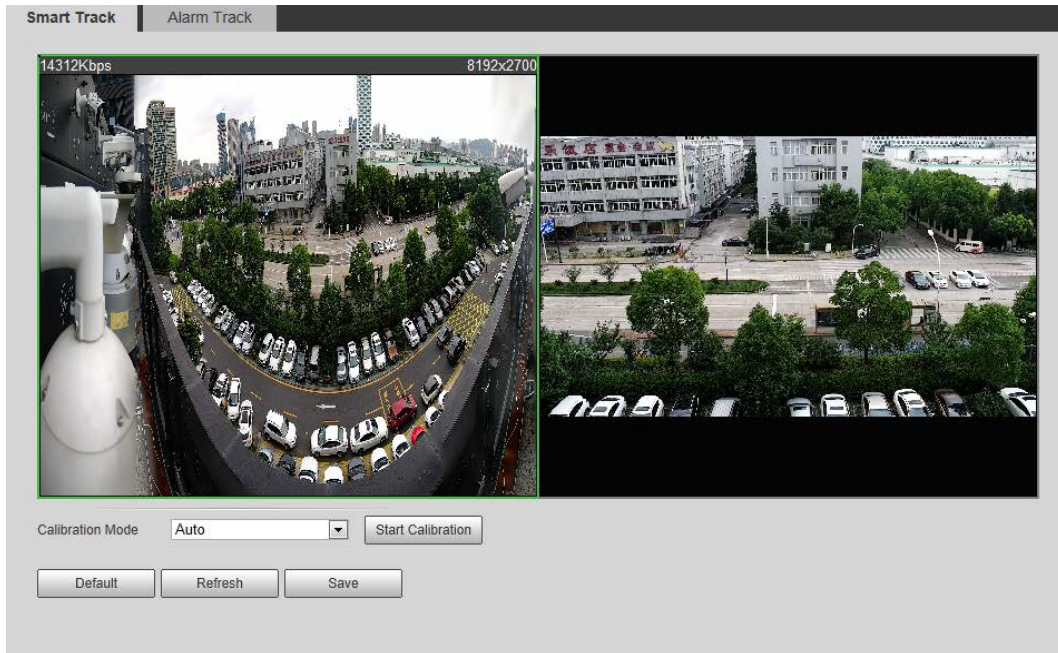 Smart Track
Alarm Track
14312Kbps
8192x2700
Calibration Mode
Auto
Start Calibration
Default
Refresh
Save